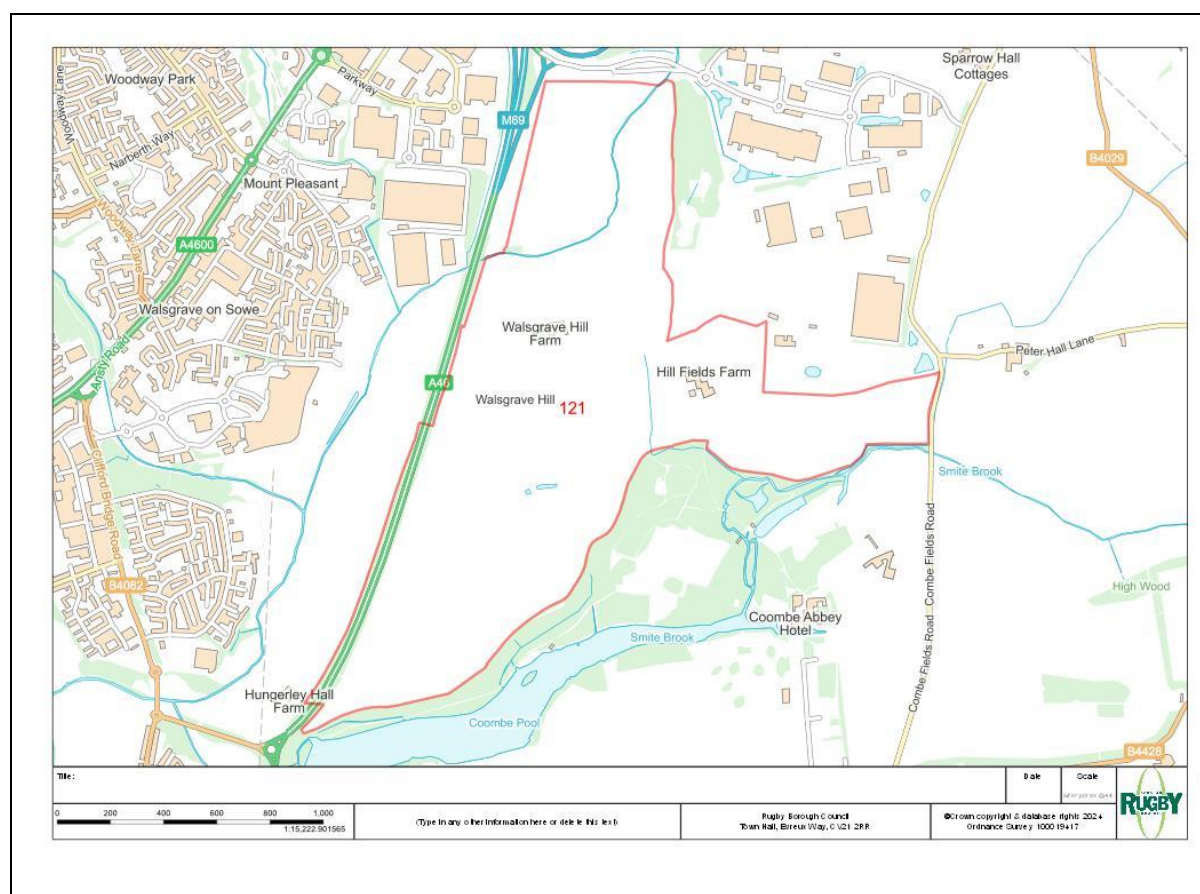 Woodway Park
Parkway
Woodway Lane
Narberth Way
M69
Sparrow Hall
Cottages
B4029
Mount Pleasant
Woodway Lane
A4600
Walsgrave on Sowe
Ansty Road
Walsgrave Hill
Farm
Peter Hall Lane
Hill Fields Farm
A46
Walsgrave Hill
121
Clifford Bridge Road
Smite Brook
Combe Fields Road
Combe Fields Road
B4082
High Wood
Coombe Abbey
Hotel
Smite Brook
Hungerley Hall
Farm
Coombe Pool
B4428
Title:
Date
Scale
0 200 400 600 800 1,000
1:15,222.901565
(Type in any other information here or delete this text)
Rugby Borough Council
Town Hall, Evreux Way, CV21 2RR
RUGBY
©Crown copyright & database rights 2024
Ordnance Survey 100019417